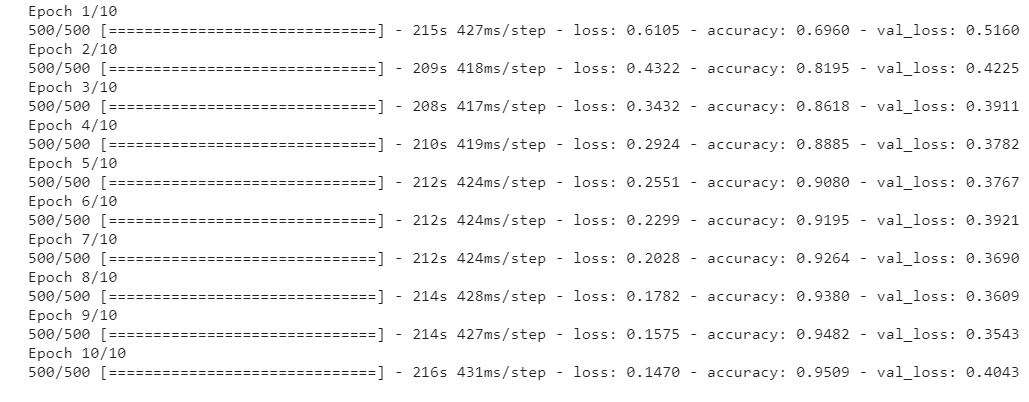 Epoch 1/10
500/500 [==============================] - 215s 427ms/step - loss: 0.6105 - accuracy: 0.6960 - val_loss: 0.5160
Epoch 2/10
500/500 [==============================] - 209s 418ms/step - loss: 0.4322 - accuracy: 0.8195 - val_loss: 0.4225
Epoch 3/10
500/500 [==============================] - 208s 417ms/step - loss: 0.3432 - accuracy: 0.8618 - val_loss: 0.3911
Epoch 4/10
500/500 [==============================] - 210s 419ms/step - loss: 0.2924 - accuracy: 0.8885 - val_loss: 0.3782
Epoch 5/10
500/500 [==============================] - 212s 424ms/step - loss: 0.2551 - accuracy: 0.9080 - val_loss: 0.3767
Epoch 6/10
500/500 [==============================] - 212s 424ms/step - loss: 0.2299 - accuracy: 0.9195 - val_loss: 0.3921
Epoch 7/10
500/500 [==============================] - 212s 424ms/step - loss: 0.2028 - accuracy: 0.9264 - val_loss: 0.3690
Epoch 8/10
500/500 [==============================] - 214s 428ms/step - loss: 0.1782 - accuracy: 0.9380 - val_loss: 0.3609
Epoch 9/10
500/500 [==============================] - 214s 427ms/step - loss: 0.1575 - accuracy: 0.9482 - val_loss: 0.3543
Epoch 10/10
500/500 [==============================] - 216s 431ms/step - loss: 0.1470 - accuracy: 0.9509 - val_loss: 0.4043